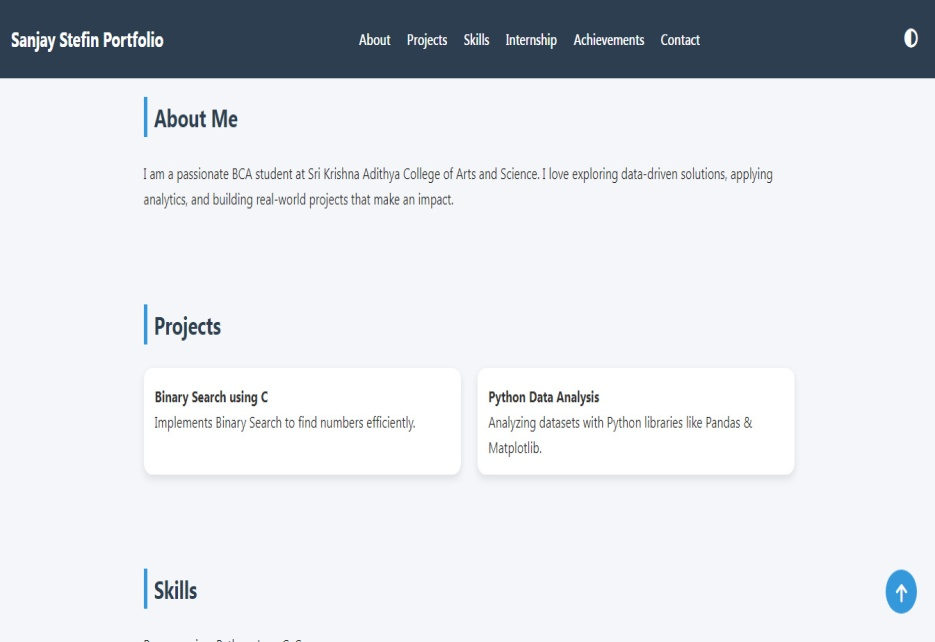 Sanjay Stefin Portfolio
About Projects Skills Internship Achievements Contact
About Me
I am a passionate BCA student at Sri Krishna Adithya College of Arts and Science. I love exploring data-driven solutions, applying
analytics, and building real-world projects that make an impact.
Projects
Binary Search using C
Implements Binary Search to find numbers efficiently.
Python Data Analysis
Analyzing datasets with Python libraries like Pandas &
Matplotlib.
Skills